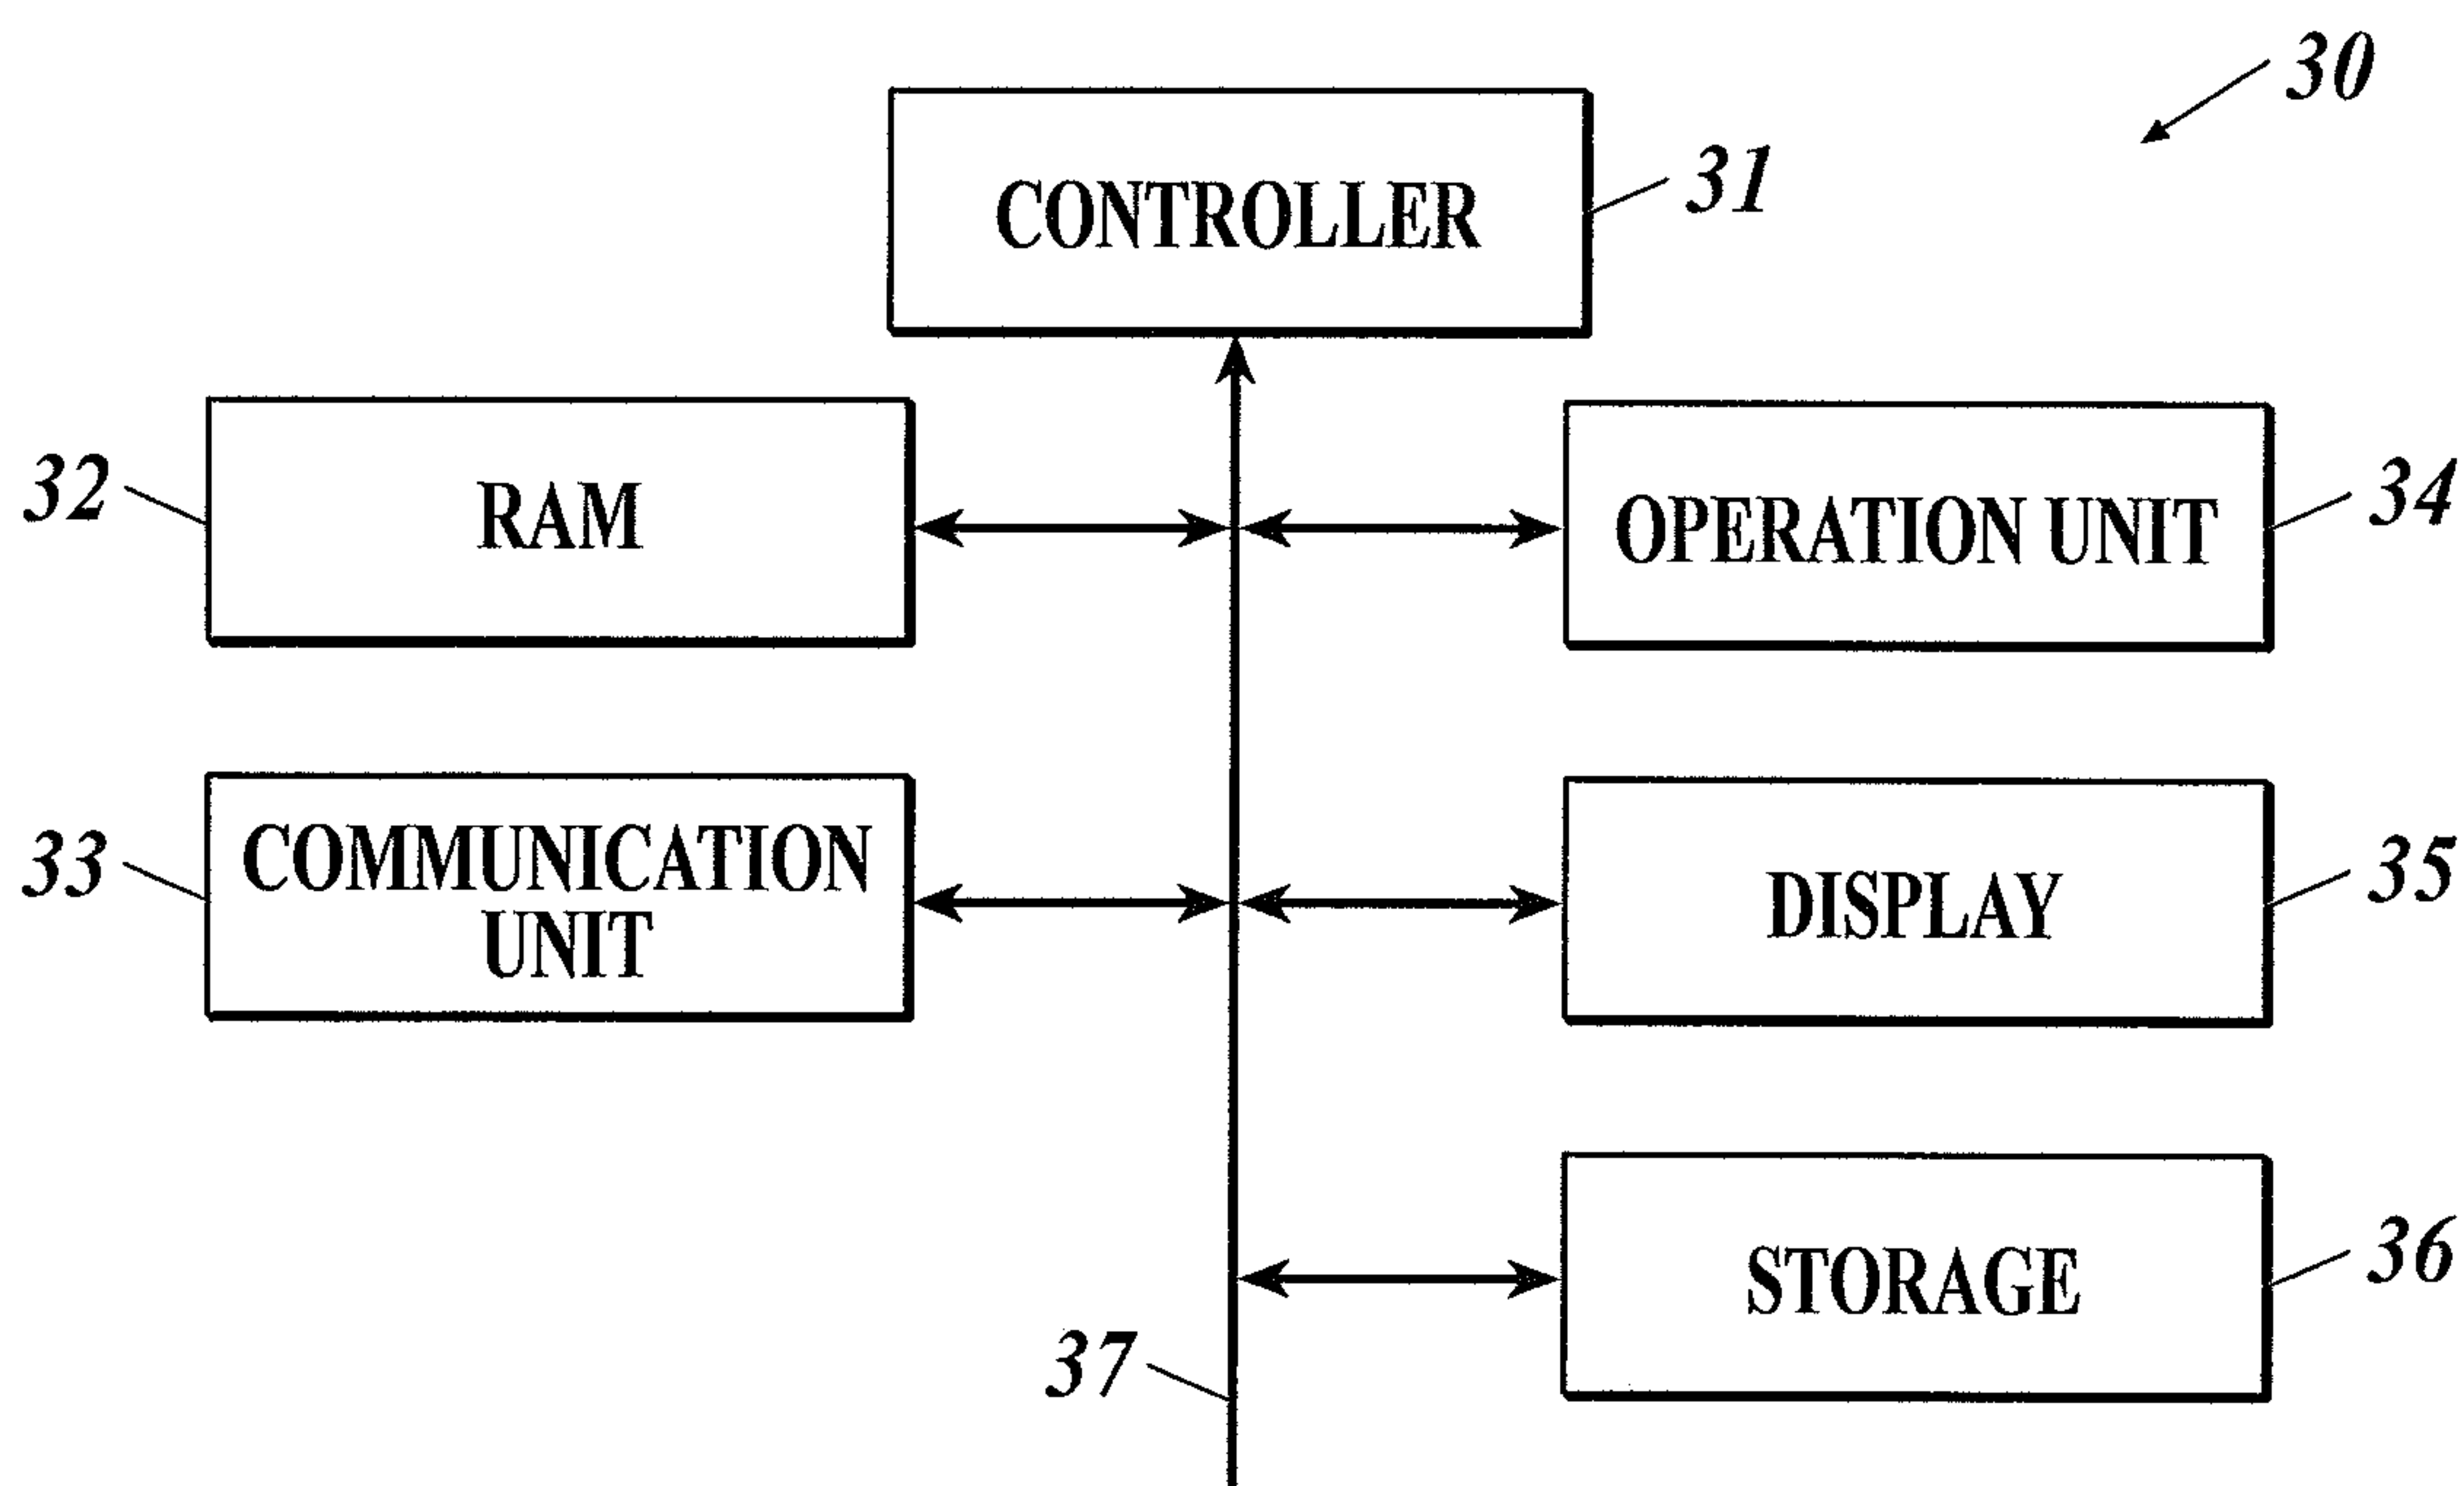 30
CONTROLLER
31
32
RAM
OPERATION UNIT
34
33
COMMUNICATION
UNIT
DISPLAY
35
STORAGE
36
37